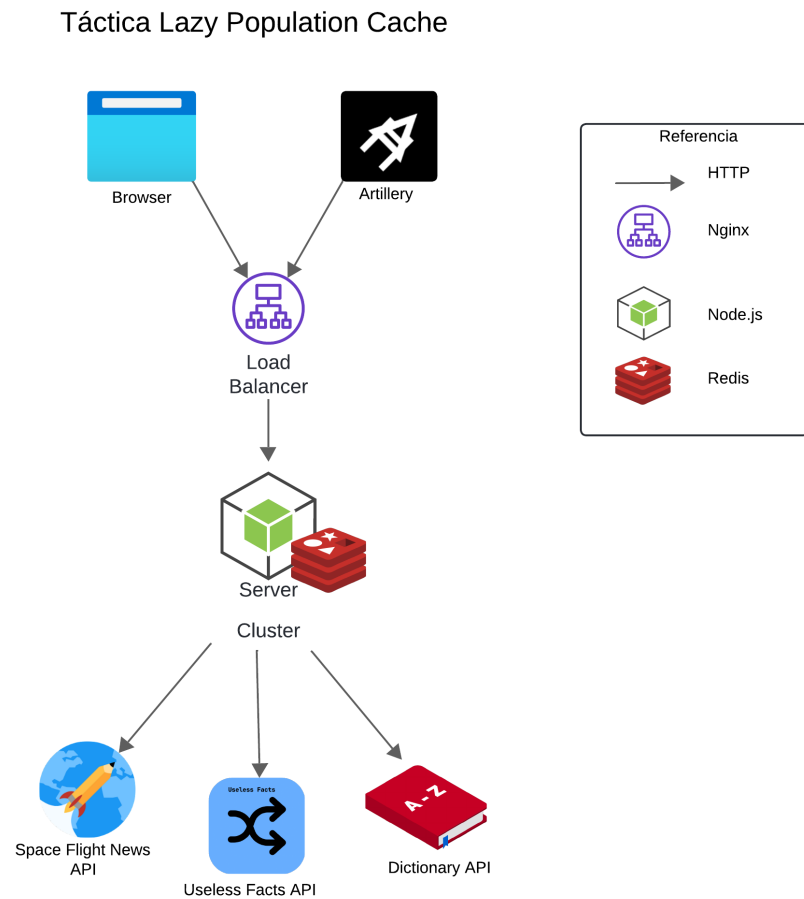 Táctica Lazy Population Cache
Browser
Artillery
Referencia
HTTP
Nginx
Node.js
Redis
Load
Balancer
Server
Cluster
Space Flight News
API
Useless Facts
Useless Facts API
A-Z
Dictionary API